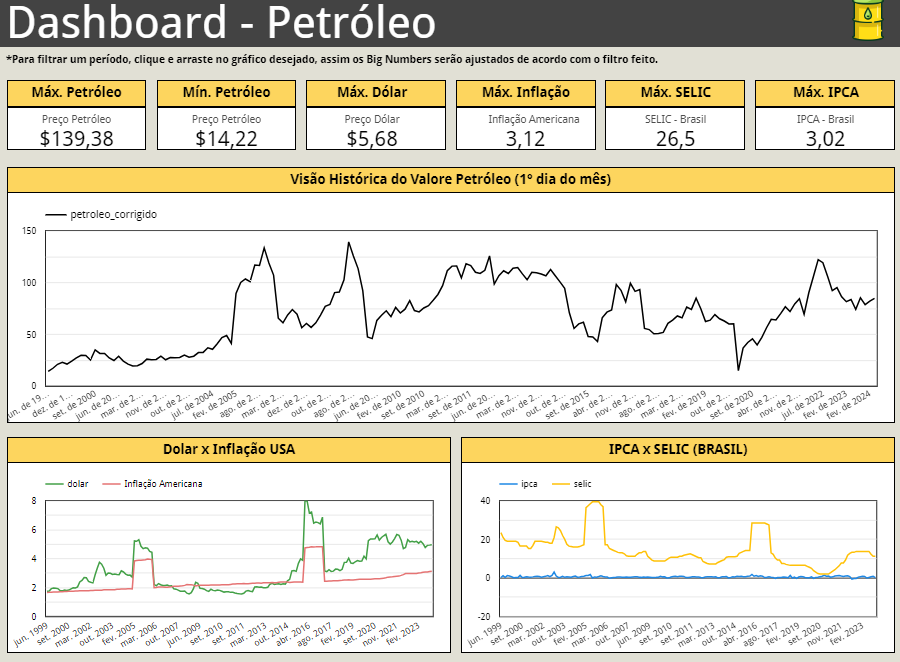 Dashboard - Petróleo
*Para filtrar um período, clique e arraste no gráfico desejado, assim os Big Numbers serão ajustados de acordo com o filtro feito.
Máx. Petróleo
Mín. Petróleo
Máx. Dólar
Máx. Inflação
Máx. SELIC
Máx. IPCA
Preço Petróleo
Preço Petróleo
Preço Dólar
Inflação Americana
SELIC - Brasil
IPCA - Brasil
$139,38
$14,22
$5,68
3,12
26,5
3,02
Visão Histórica do Valore Petróleo (1º dia do mês)
petroleo_corrigido
150
100
50
0
jun. de 19...
dez. de 1...
set. de 2000
jun. de 20...
mar. de 2...
nov. de 2...
out. de 2...
jul. de 2004
fev. de 2005
ago. de 2...
mar. de 2...
dez. de 2...
out. de 2...
ago. de 2...
jun. de 20...
fev. de 2010
set. de 2010
mar. de 2...
set. de 2011
jun. de 20...
mar. de 2...
nov. de 2...
out. de 2...
set. de 2015
abr. de 2...
nov. de 2...
ago. de 2...
mar. de 2...
fev. de 2019
out. de 2...
set. de 2020
abr. de 2...
nov. de 2...
jul. de 2022
fev. de 2023
fev. de 2024
Dolar x Inflação USA
dolar
Inflação Americana
8
6
4
2
0
jun. 1999
set. 2000
mar. 2002
out. 2003
fev. 2005
mar. 2006
out. 2007
jun. 2009
set. 2010
out. 2011
mar. 2013
out. 2014
abr. 2016
ago. 2017
fev. 2019
set. 2020
nov. 2021
fev. 2023
IPCA x SELIC (BRASIL)
ipca
selic
40
20
0
-20
jun. 1999
set. 2000
mar. 2002
out. 2003
fev. 2005
mar. 2006
out. 2007
jun. 2009
set. 2010
set. 2011
mar. 2013
out. 2014
abr. 2016
ago. 2017
fev. 2019
set. 2020
nov. 2021
fev. 2023